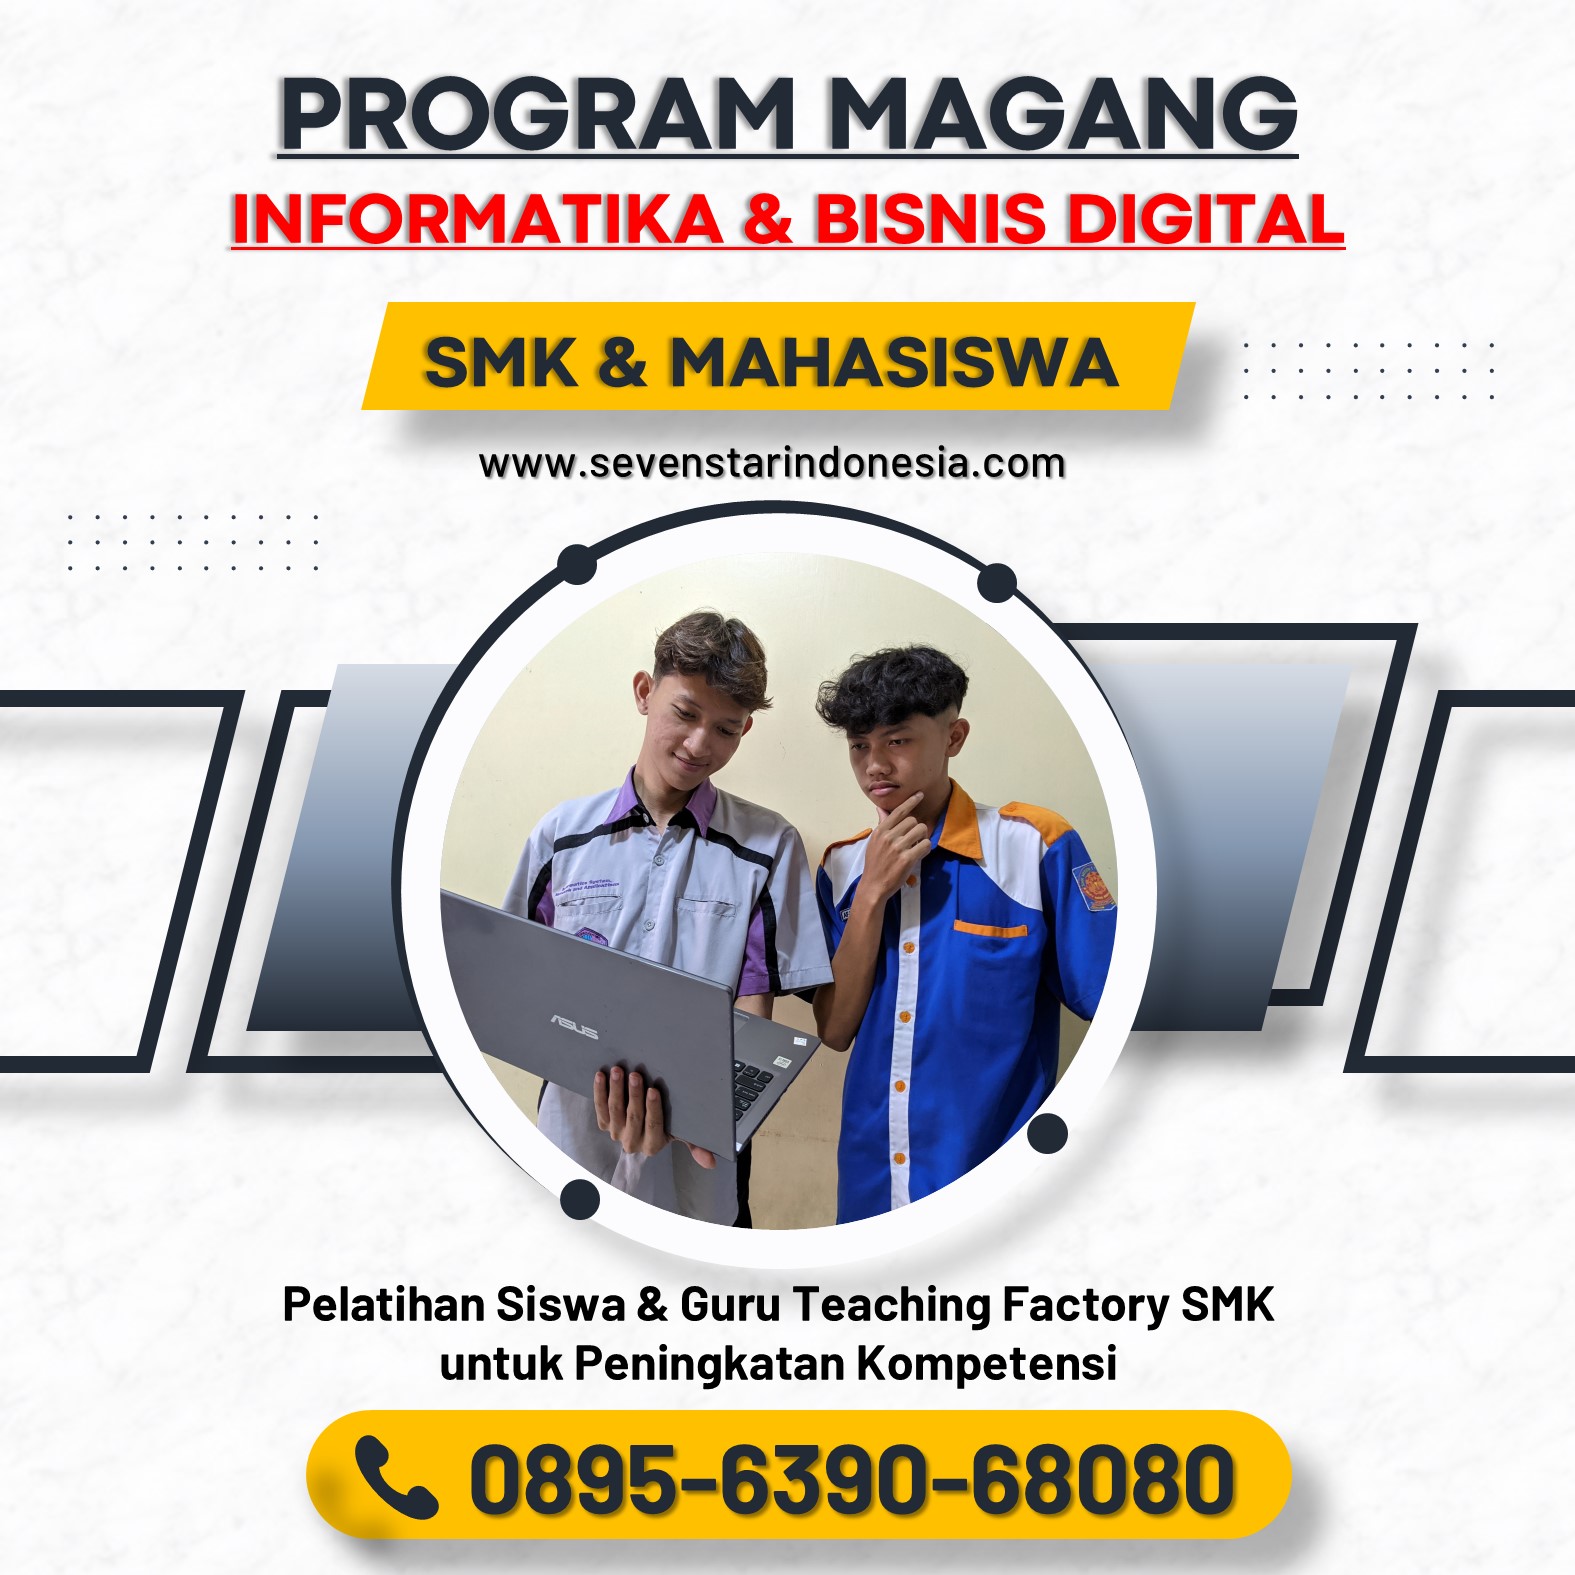 PROGRAM MAGANG
INFORMATIKA & BISNIS DIGITAL
SMK & MAHASISWA
www.sevenstarindonesia.com
ASUS
Pelatihan Siswa & Guru Teaching Factory SMK
untuk Peningkatan Kompetensi
0895-6390-68080